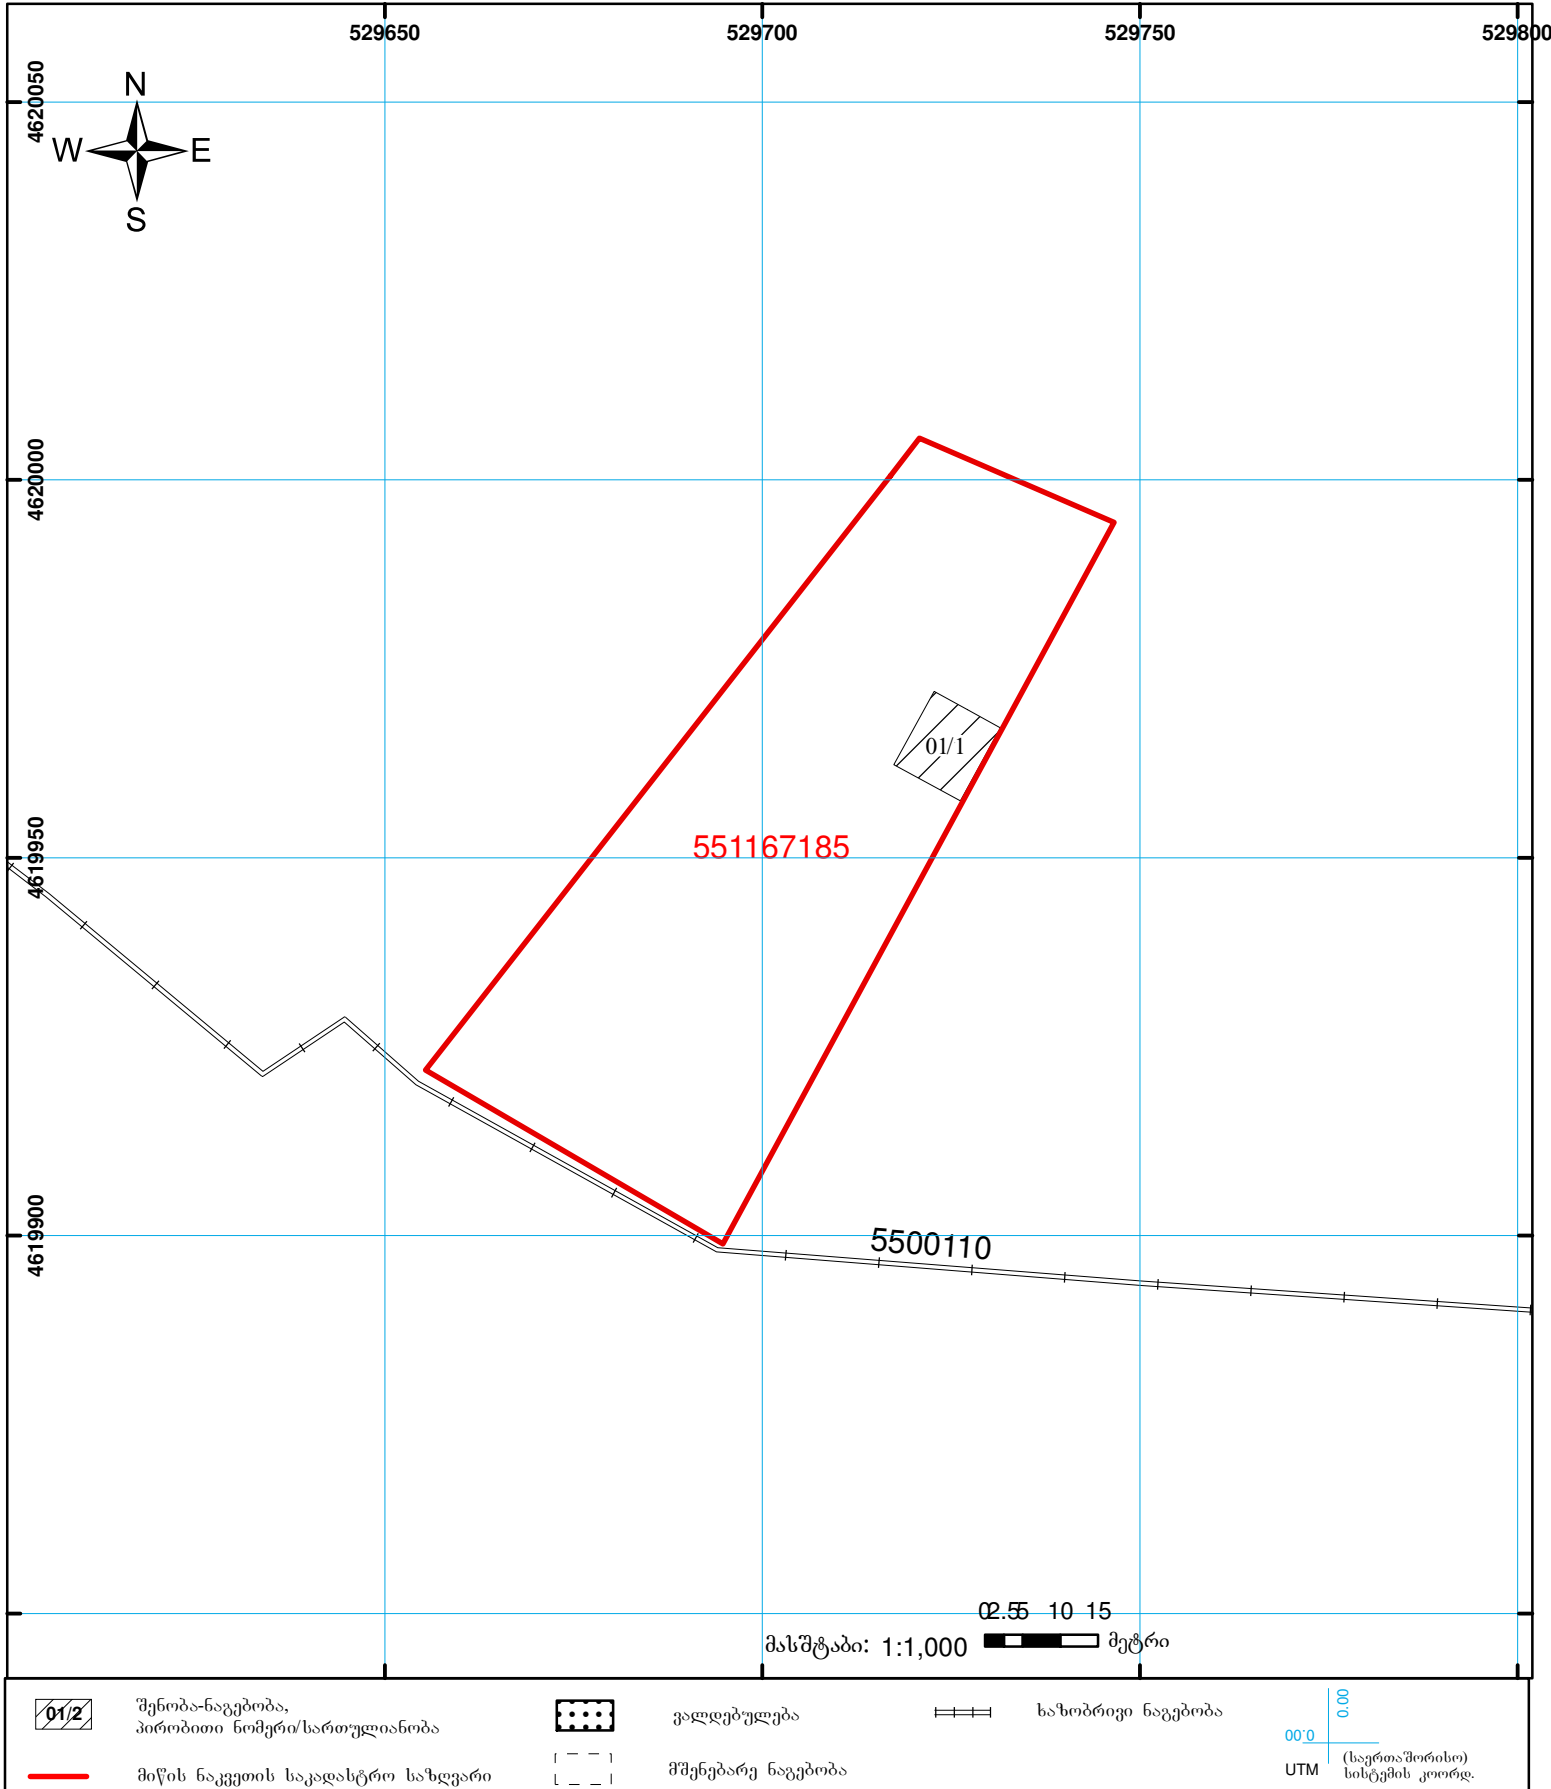 529650 529700 529750 529800
4620050
N
W E
S
4620000
01/1
551167185
4619950
4619900
5500110
0 2.5 5 10 15
მასშტაბი: 1:1,000 მეტრი
01/2 შენობა-ნაგებობა,
პირობითი ნომერი/სართულიანობა
ვალდებულება
ხაზობრივი ნაგებობა
მიწის ნაკვეთის საკადასტრო საზღვარი
მშენებარე ნაგებობა
00.0
00.0
UTM (საერთაშორისო)
სისტემის კოორდ.